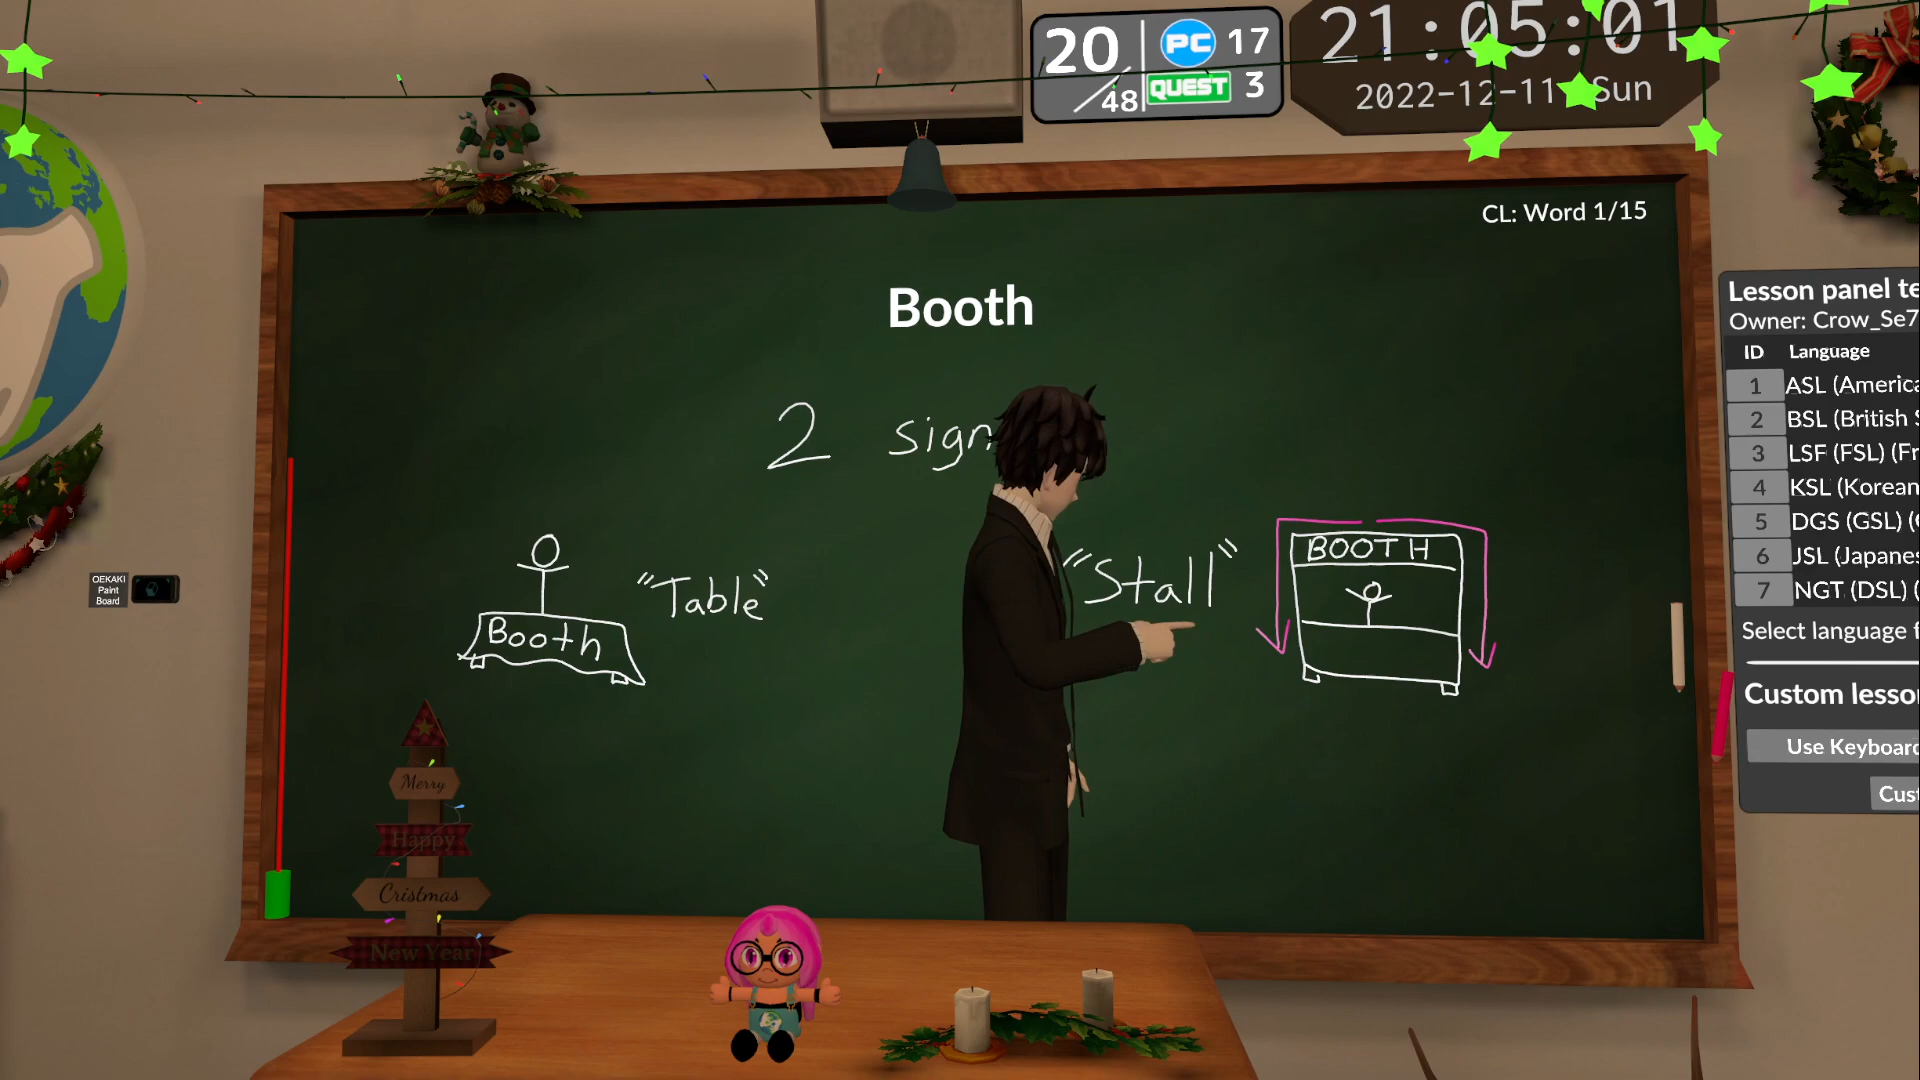 20
/48
PC 17
QUEST 3
21:05:01
2022-12-11 Sun
CL: Word 1/15
Booth
2 sign
"Table"
Booth
"Stall"
BOOTH
OEKAKI
Paint
Board
Merry
Happy
Cristmas
New Year
Lesson panel te
Owner: Crow_Se7
ID Language
1 ASL (America
2 BSL (British S
3 LSF (FSL) (Fr
4 KSL (Korean
5 DGS (GSL) (
6 JSL (Japanes
7 NGT (DSL) (
Select language f
Custom lesso
Use Keyboard
Cust